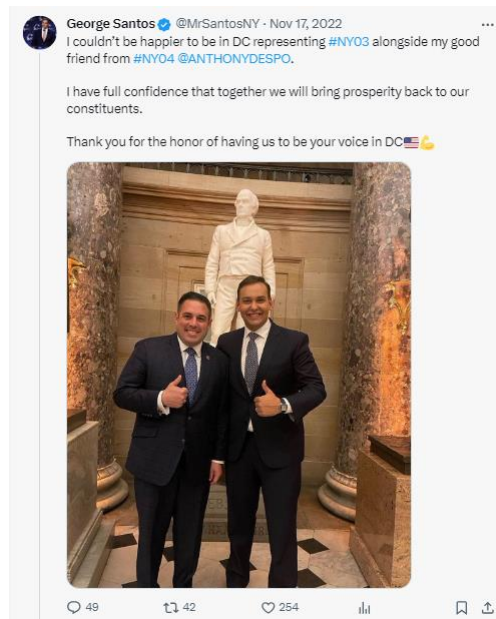 George Santos @MrSantosNY · Nov 17, 2022
I couldn't be happier to be in DC representing #NY03 alongside my good
friend from #NY04 @ANTHONYDESPO.
I have full confidence that together we will bring prosperity back to our
constituents.
Thank you for the honor of having us to be your voice in DC🇺🇸💪
49 42 254